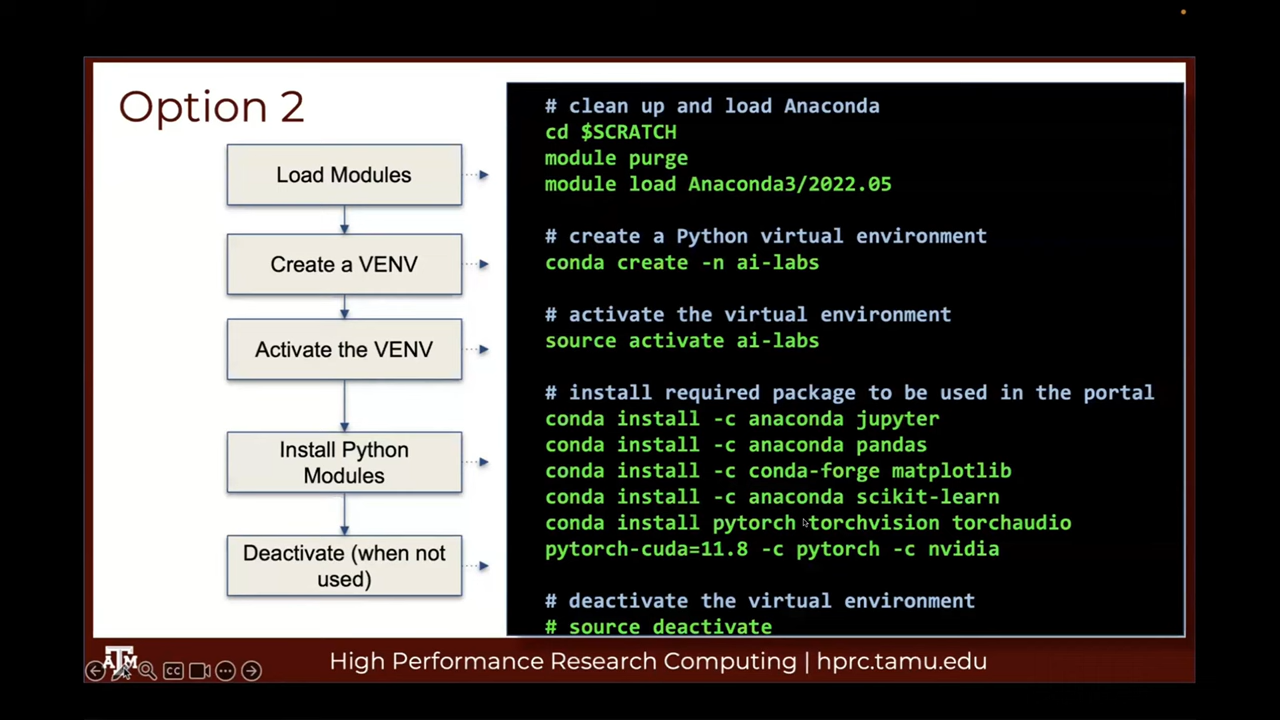 Option 2
Load Modules
Create a VENV
Activate the VENV
Install Python
Modules
Deactivate (when not
used)
# clean up and load Anaconda
cd $SCRATCH
module purge
module load Anaconda3/2022.05
# create a Python virtual environment
conda create -n ai-labs
# activate the virtual environment
source activate ai-labs
# install required package to be used in the portal
conda install -c anaconda jupyter
conda install -c anaconda pandas
conda install -c conda-forge matplotlib
conda install -c anaconda scikit-learn
conda install pytorch torchvision torchaudio
pytorch-cuda=11.8 -c pytorch -c nvidia
# deactivate the virtual environment
# source deactivate
ATM
CC
High Performance Research Computing | hprc.tamu.edu